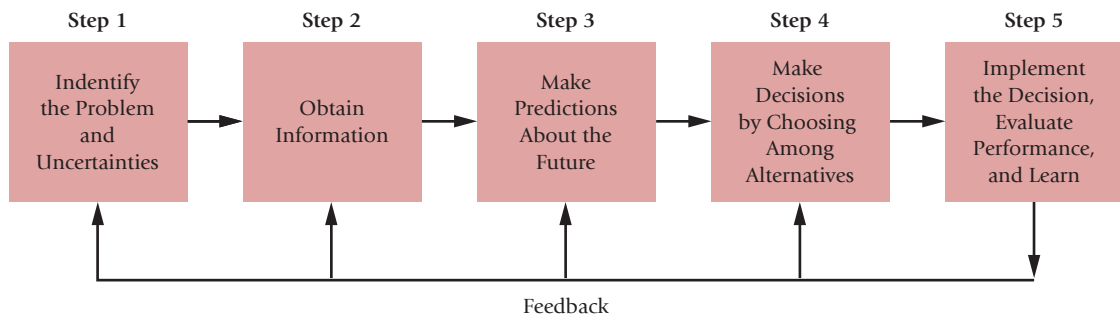 Step 1
Step 2
Step 3
Step 4
Step 5
Indentify
the Problem
and
Uncertainties
Obtain
Information
Make
Predictions
About the
Future
Make
Decisions
by Choosing
Among
Alternatives
Implement
the Decision,
Evaluate
Performance,
and Learn
Feedback